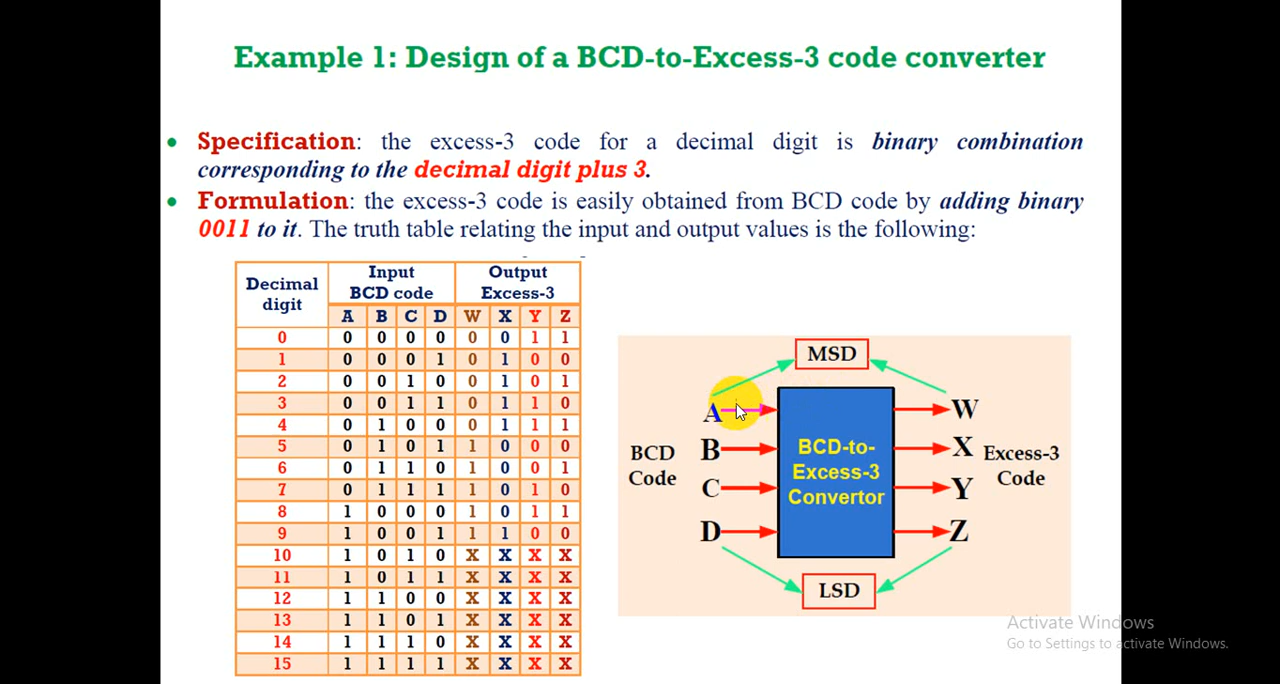 Example 1: Design of a BCD-to-Excess-3 code converter
• Specification: the excess-3 code for a decimal digit is binary combination
corresponding to the decimal digit plus 3.
• Formulation: the excess-3 code is easily obtained from BCD code by adding binary
0011 to it. The truth table relating the input and output values is the following:
Decimal digit Input BCD code Output Excess-3
A B C D W X Y Z
0 0 0 0 0 0 0 1 1
1 0 0 0 1 0 1 0 0
2 0 0 1 0 0 1 0 1
3 0 0 1 1 0 1 1 0
4 0 1 0 0 0 1 1 1
5 0 1 0 1 1 0 0 0
6 0 1 1 0 1 0 0 1
7 0 1 1 1 1 0 1 0
8 1 0 0 0 1 0 1 1
9 1 0 0 1 1 1 0 0
10 1 0 1 0 X X X X
11 1 0 1 1 X X X X
12 1 1 0 0 X X X X
13 1 1 0 1 X X X X
14 1 1 1 0 X X X X
15 1 1 1 1 X X X X
MSD
A W
B X
C Y
D Z
BCD
Code
BCD-to-
Excess-3
Convertor
Excess-3
Code
LSD
Activate Windows
Go to Settings to activate Windows.